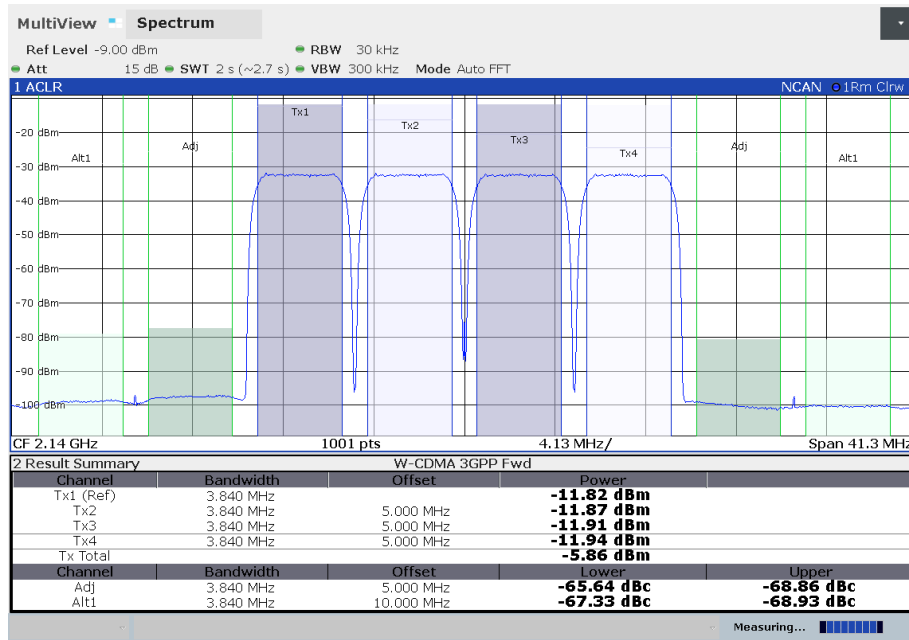 MultiView Spectrum
Ref Level -9.00 dBm RBW 30 kHz
Att 15 dB SWT 2 s (~2.7 s) VBW 300 kHz Mode Auto FFT
1 ACLR NCAN 1Rm Clrw
Tx1
Tx2
-20 dBm
Tx3
Adj Adj
Tx4
Alt1 Alt1
-30 dBm
-40 dBm
-50 dBm
-60 dBm
-70 dBm
-80 dBm
-90 dBm
-100 dBm
CF 2.14 GHz 1001 pts 4.13 MHz/ Span 41.3 MHz
2 Result Summary W-CDMA 3GPP Fwd
Channel Bandwidth Offset Power
Tx1 (Ref) 3.840 MHz -11.82 dBm
Tx2 3.840 MHz 5.000 MHz -11.87 dBm
Tx3 3.840 MHz 5.000 MHz -11.91 dBm
Tx4 3.840 MHz 5.000 MHz -11.94 dBm
Tx Total -5.86 dBm
Channel Bandwidth Offset Lower Upper
Adj 3.840 MHz 5.000 MHz -65.64 dBc -68.86 dBc
Alt1 3.840 MHz 10.000 MHz -67.33 dBc -68.93 dBc
Measuring...